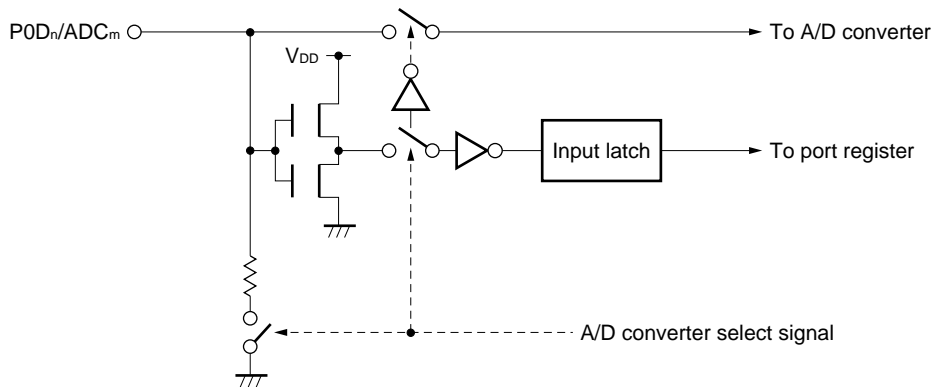 P0Dn/ADCm
To A/D converter
VDD
Input latch
To port register
A/D converter select signal